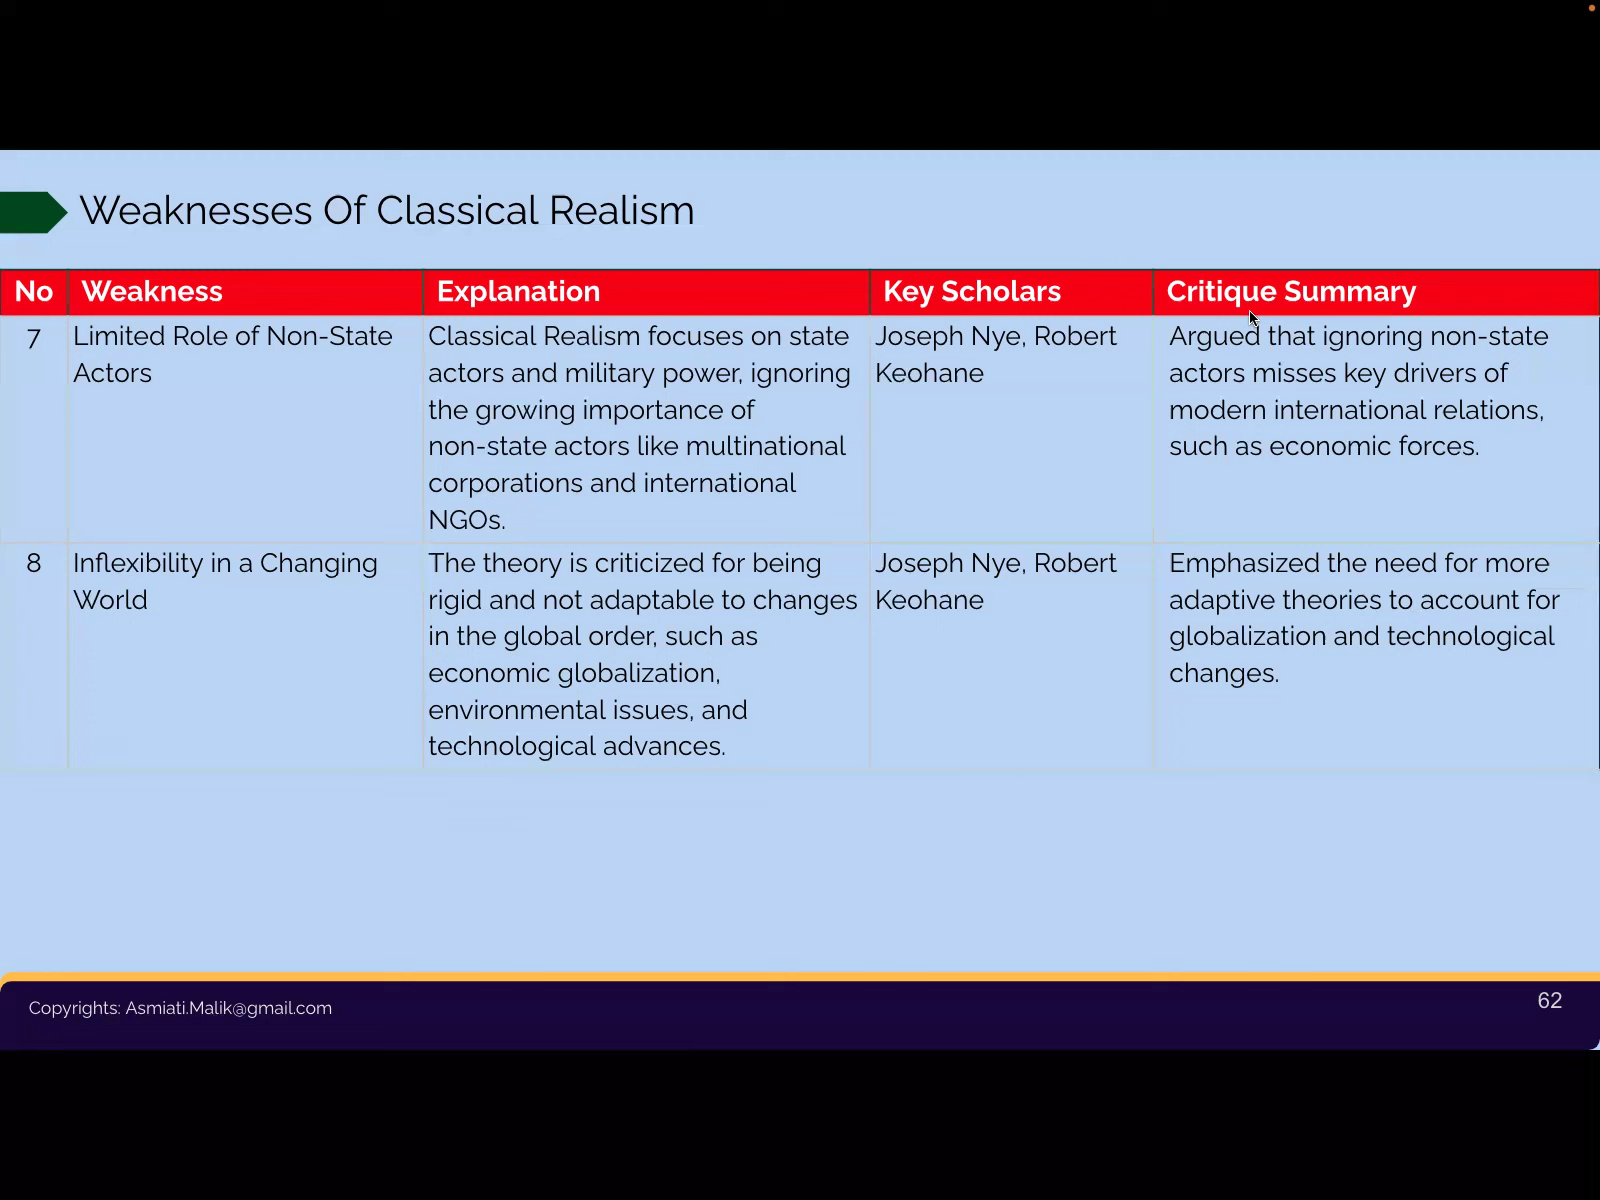 Weaknesses Of Classical Realism
No Weakness Explanation Key Scholars Critique Summary
7 Limited Role of Non-State Actors
Classical Realism focuses on state
actors and military power, ignoring
the growing importance of
non-state actors like multinational
corporations and international
NGOs.
Joseph Nye, Robert
Keohane
Argued that ignoring non-state
actors misses key drivers of
modern international relations,
such as economic forces.
8 Inflexibility in a Changing
World
The theory is criticized for being
rigid and not adaptable to changes
in the global order, such as
economic globalization,
environmental issues, and
technological advances.
Joseph Nye, Robert
Keohane
Emphasized the need for more
adaptive theories to account for
globalization and technological
changes.
Copyrights: Asmiati.Malik@gmail.com
62